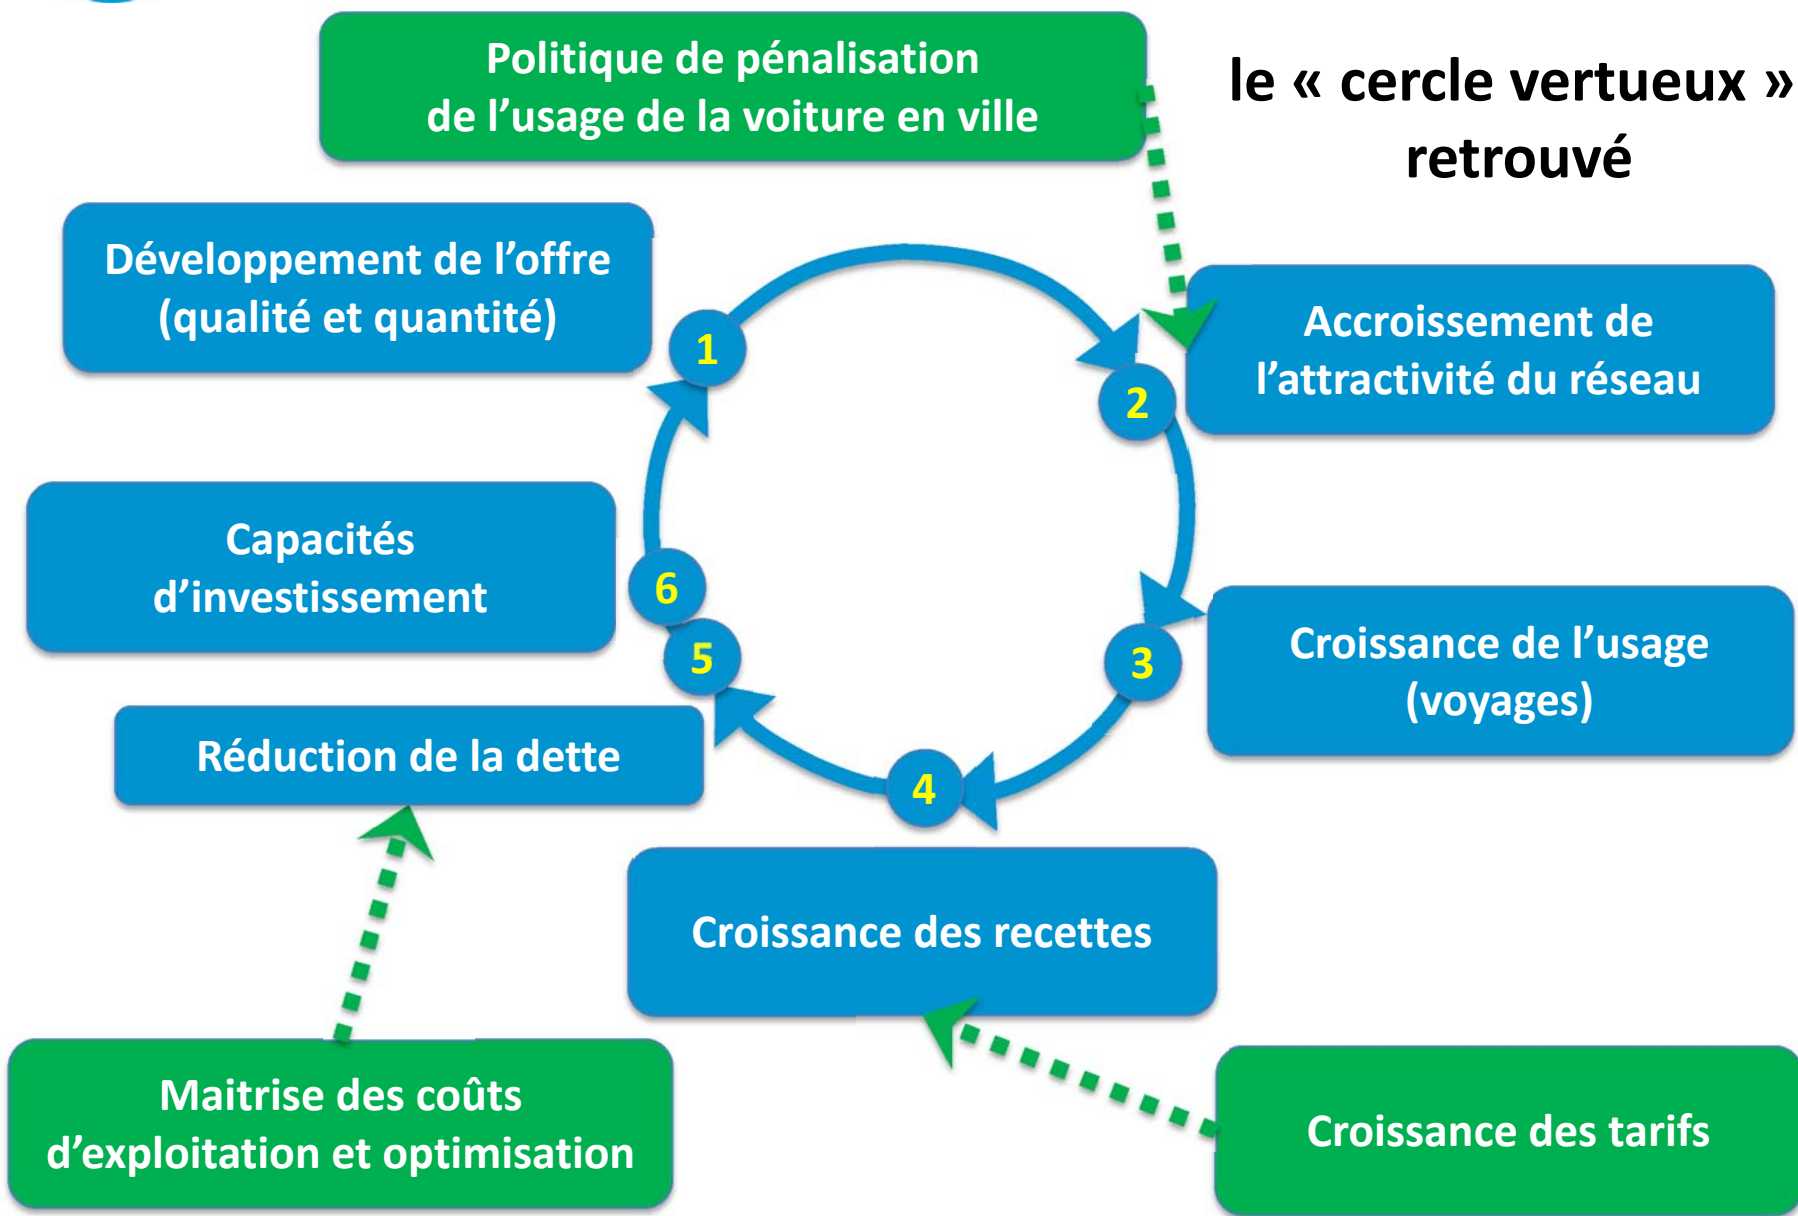 Politique de pénalisation
de l’usage de la voiture en ville
le « cercle vertueux »
retrouvé
Développement de l’offre
(qualité et quantité)
1
Accroissement de
l’attractivité du réseau
2
Capacités
d’investissement
6
5
3
Croissance de l’usage
(voyages)
Réduction de la dette
4
Croissance des recettes
Maitrise des coûts
d’exploitation et optimisation
Croissance des tarifs